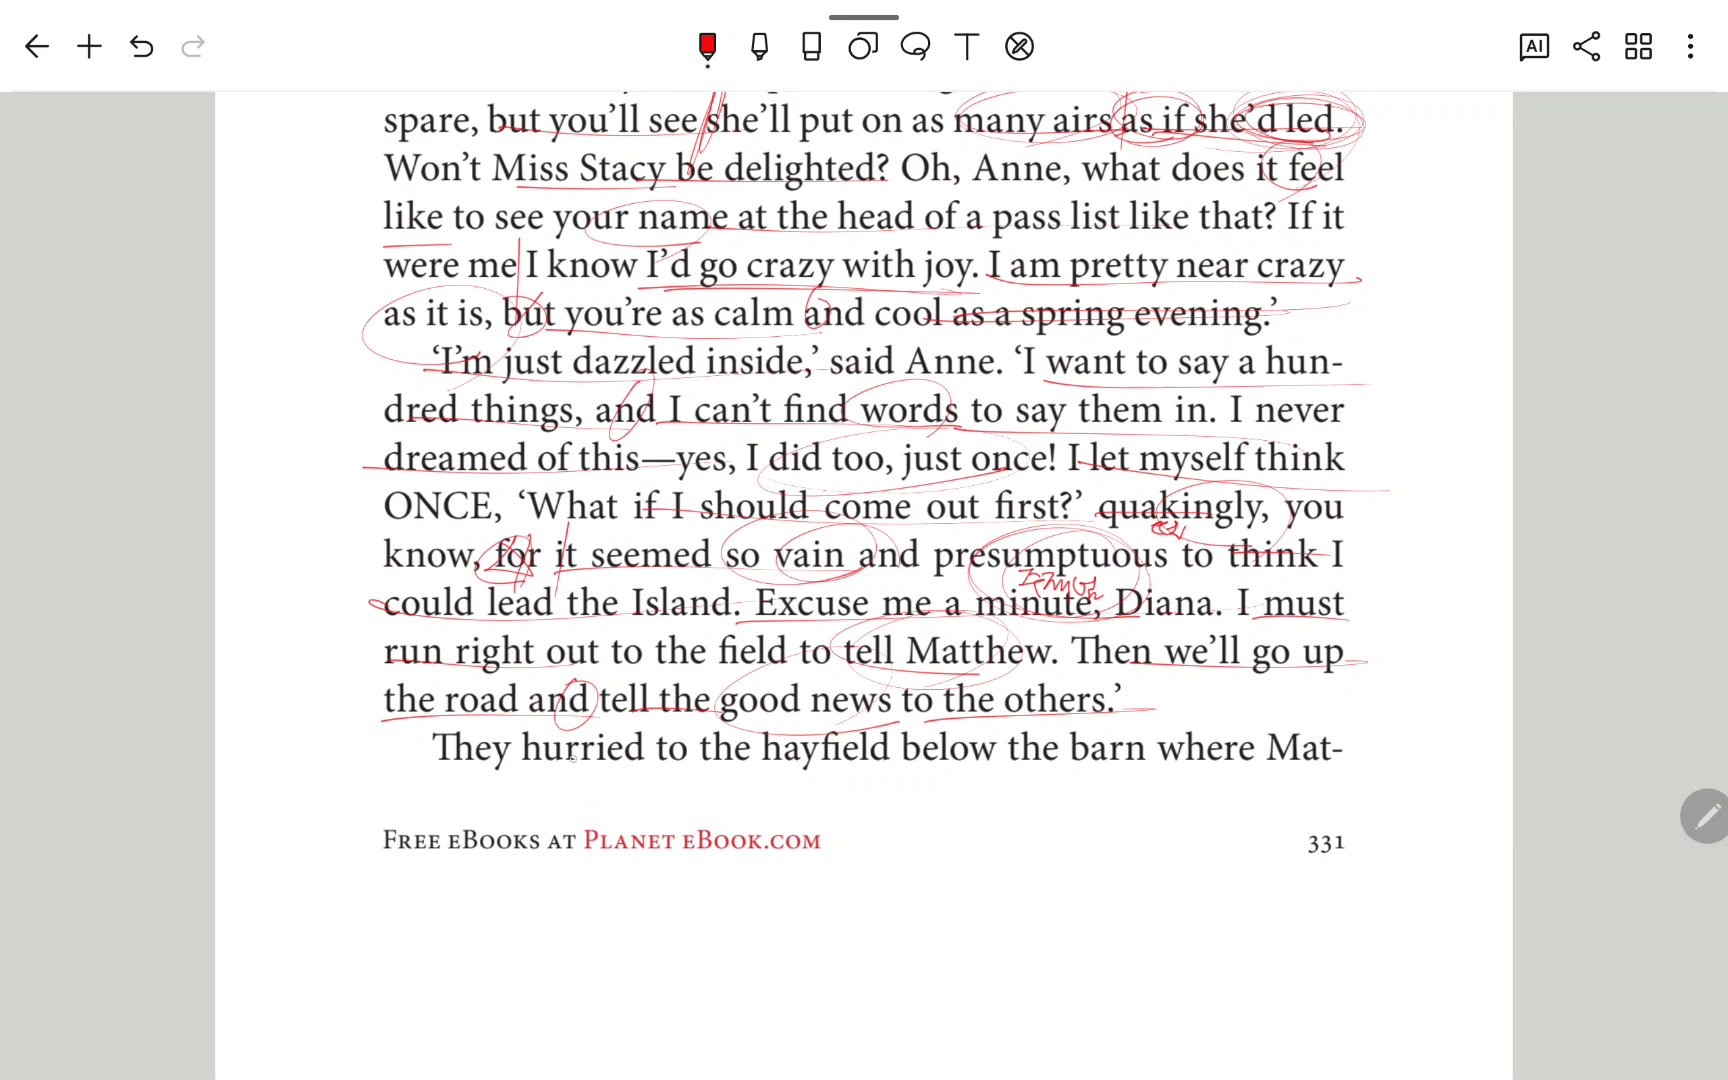 AI
spare, but you’ll see she’ll put on as many airs as if she’d led.
Won’t Miss Stacy be delighted? Oh, Anne, what does it feel
like to see your name at the head of a pass list like that? If it
were me I know I’d go crazy with joy. I am pretty near crazy
as it is, but you’re as calm and cool as a spring evening.’
‘I’m just dazzled inside,’ said Anne. ‘I want to say a hun-
dred things, and I can’t find words to say them in. I never
dreamed of this—yes, I did too, just once! I let myself think
ONCE, ‘What if I should come out first?’ quakingly, you
know, for it seemed so vain and presumptuous to think I
could lead the Island. Excuse me a minute, Diana. I must
run right out to the field to tell Matthew. Then we’ll go up
the road and tell the good news to the others.’
They hurried to the hayfield below the barn where Mat-
FREE EBOOKS AT PLANET EBOOK.COM
331